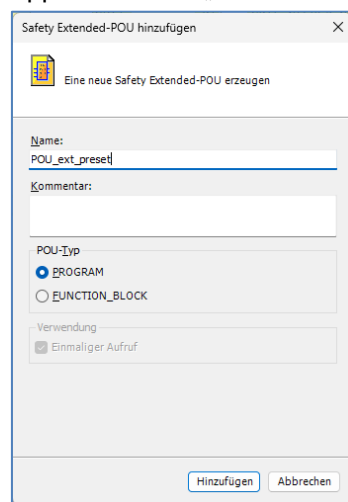 Safety Extended-POU hinzufügen
Eine neue Safety Extended-POU erzeugen
Name:
POU_ext_preset
Kommentar:
POU-Typ
PROGRAM
FUNCTION_BLOCK
Verwendung
Einmaliger Aufruf
Hinzufügen Abbrechen